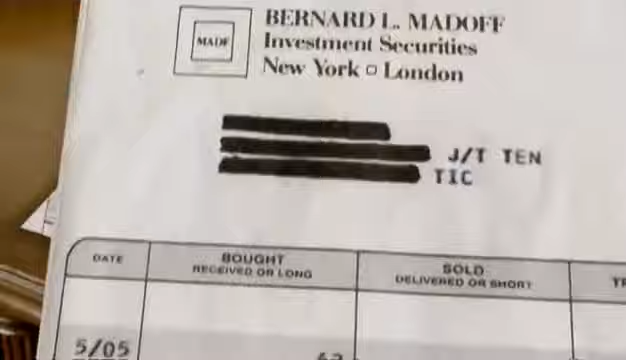 BERNARD L. MADOFF
MADF
Investment Securities
New York London
J/T TEN
TIC
DATE
BOUGHT
RECEIVED OR LONG
SOLD
DELIVERED OR SHORT
5/05